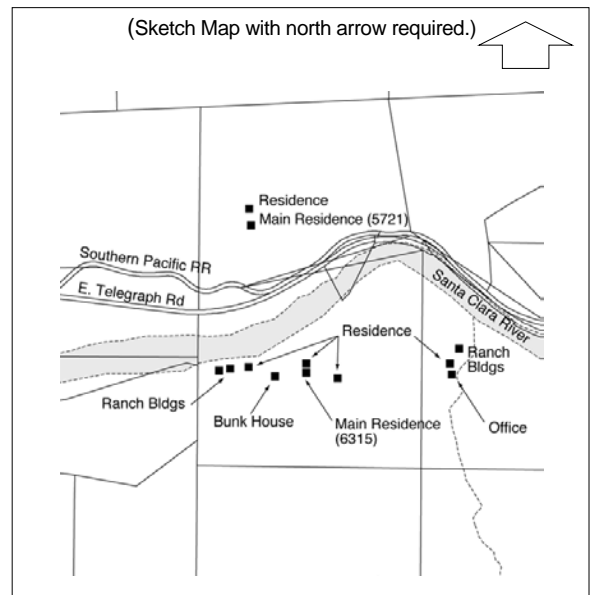 (Sketch Map with north arrow required.)
Residence
Main Residence (5721)
Southern Pacific RR
E. Telegraph Rd
Santa Clara River
Residence
Ranch
Bldgs
Ranch Bldgs
Bunk House
Main Residence
(6315)
Office